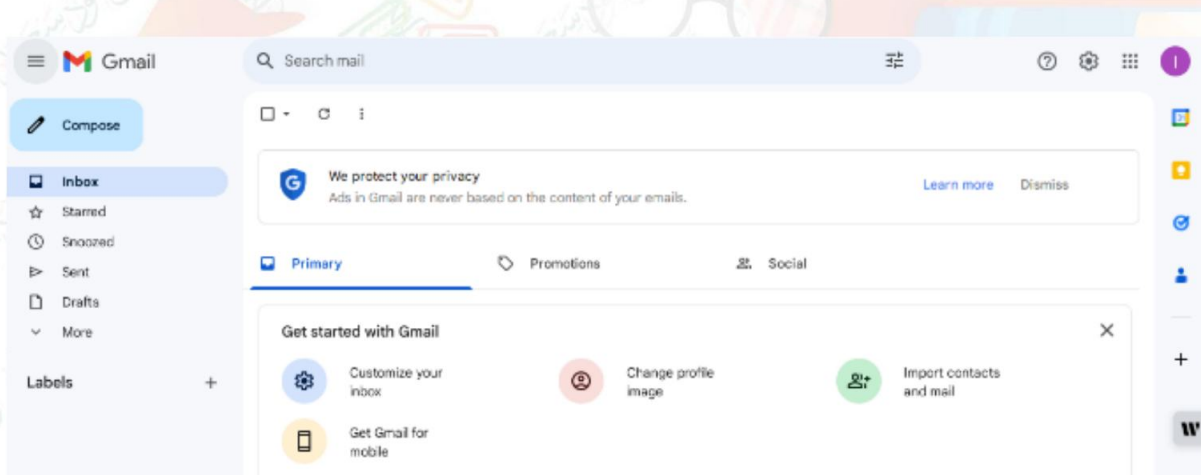 Gmail
Search mail
I
Compose
Inbox
Starred
Snoozed
Sent
Drafts
More
Labels
We protect your privacy
Ads in Gmail are never based on the content of your emails.
Learn more
Dismiss
Primary
Promotions
Social
Get started with Gmail
Customize your
inbox
Change profile
image
Import contacts
and mail
Get Gmail for
mobile
W